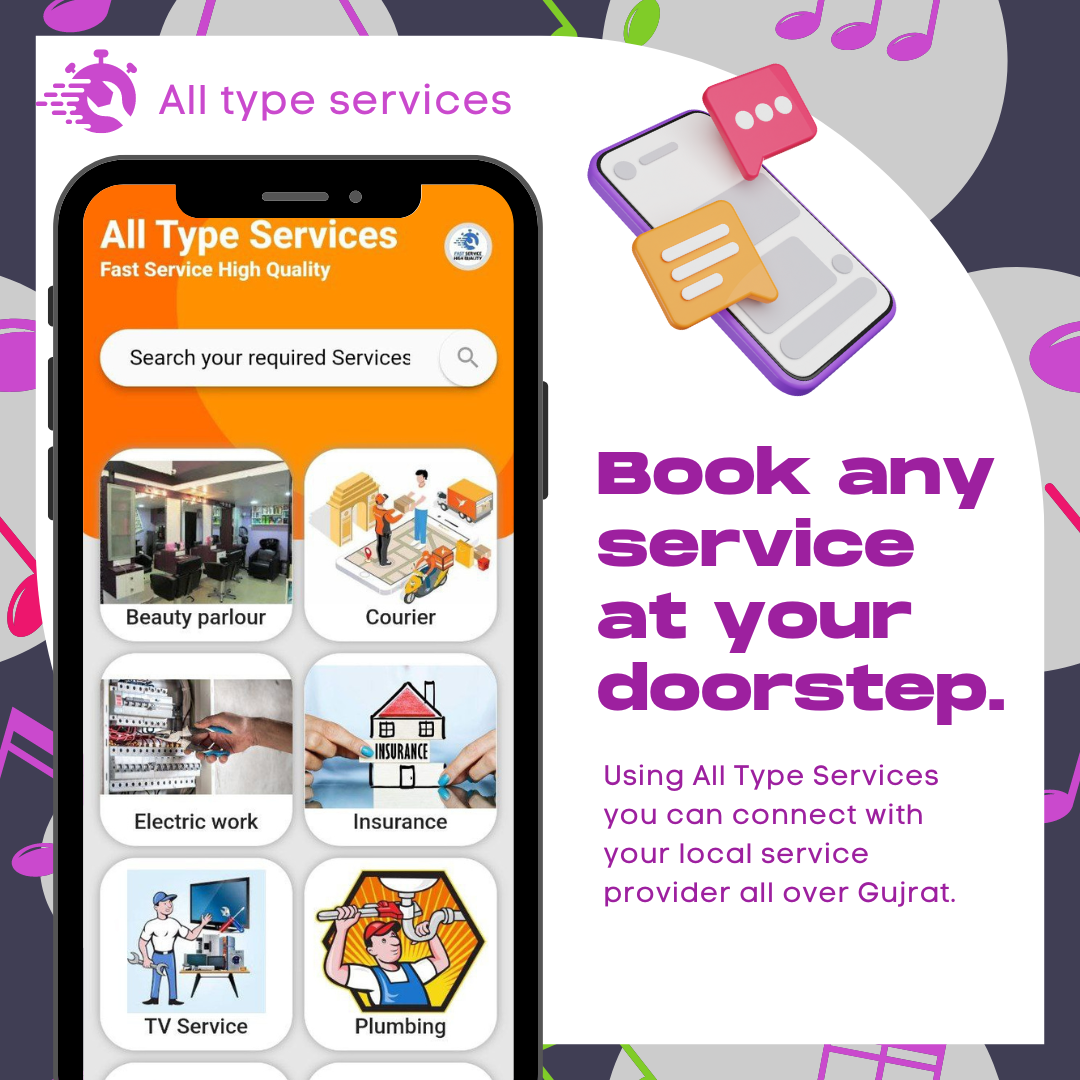 All type services
All Type Services
Fast Service High Quality
FAST SERVICE
HIGH QUALITY
Search your required Services
Beauty parlour
Courier
Electric work
INSURANCE
Insurance
TV Service
Plumbing
Book any
service
at your
doorstep.
Using All Type Services
you can connect with
your local service
provider all over Gujrat.